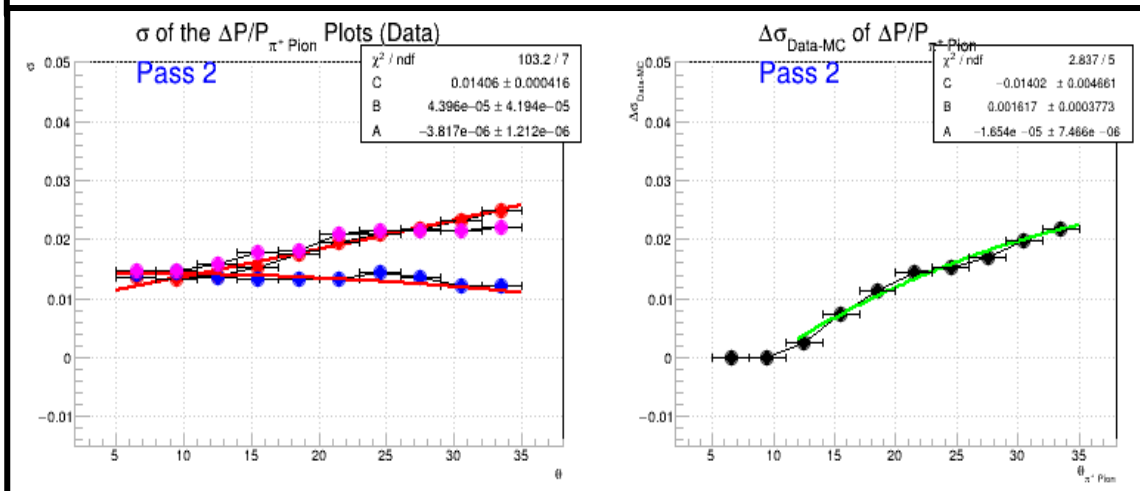 σ of the ΔP/P π⁺ Pion Plots (Data)
Pass 2
χ² / ndf 103.2 / 7
C 0.01406 ± 0.000416
B 4.396e−05 ± 4.194e−05
A −3.817e−06 ± 1.212e−06
σ
0.05
0.04
0.03
0.02
0.01
0
−0.01
5 10 15 20 25 30 35
θ
Δσ Data-MC of ΔP/P π⁺ Pion
Pass 2
χ² / ndf 2.837 / 5
C −0.01402 ± 0.004661
B 0.001617 ± 0.0003773
A −1.654e −05 ± 7.466e −06
Δσ Data-MC
0.05
0.04
0.03
0.02
0.01
0
−0.01
5 10 15 20 25 30 35
θ π⁺ Pion